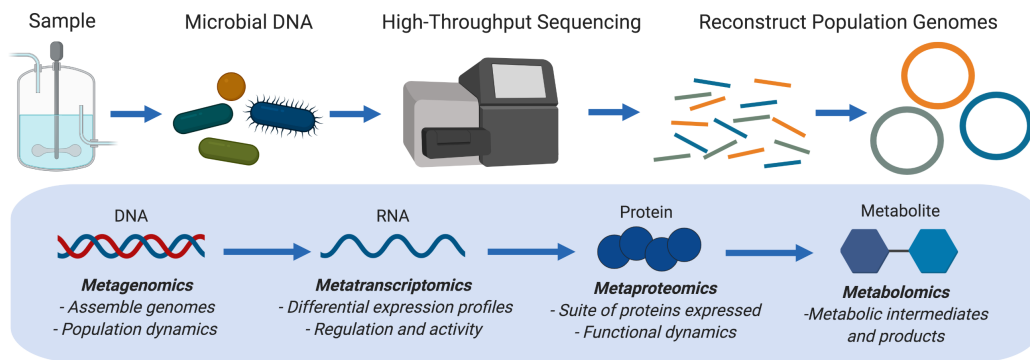 Sample
Microbial DNA
High-Throughput Sequencing
Reconstruct Population Genomes
DNA
Metagenomics
- Assemble genomes
- Population dynamics
RNA
Metatranscriptomics
- Differential expression profiles
- Regulation and activity
Protein
Metaproteomics
- Suite of proteins expressed
- Functional dynamics
Metabolite
Metabolomics
-Metabolic intermediates
and products